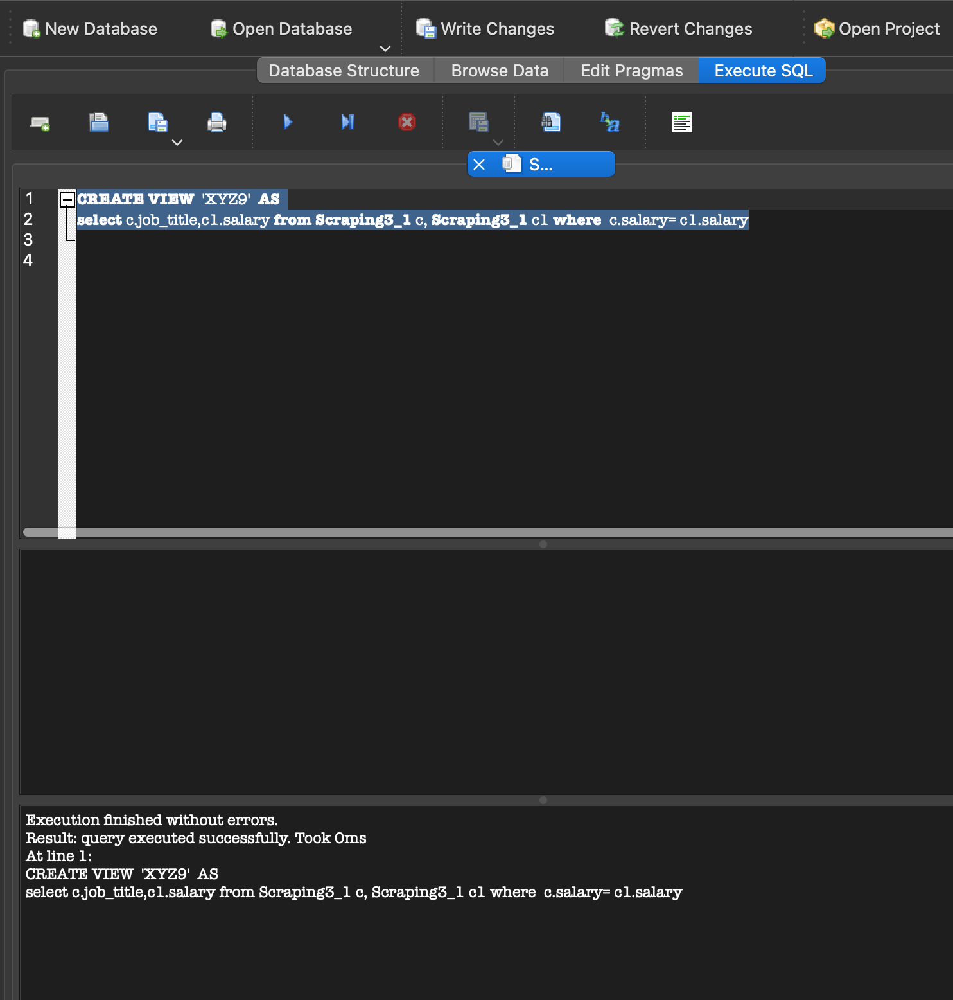 New Database Open Database Write Changes Revert Changes Open Project
Database Structure Browse Data Edit Pragmas Execute SQL
S...
1 CREATE VIEW 'XYZ9' AS
2 select c.job_title,c1.salary from Scraping3_1 c, Scraping3_1 c1 where c.salary= c1.salary
3
4
Execution finished without errors.
Result: query executed successfully. Took 0ms
At line 1:
CREATE VIEW 'XYZ9' AS
select c.job_title,c1.salary from Scraping3_1 c, Scraping3_1 c1 where c.salary= c1.salary